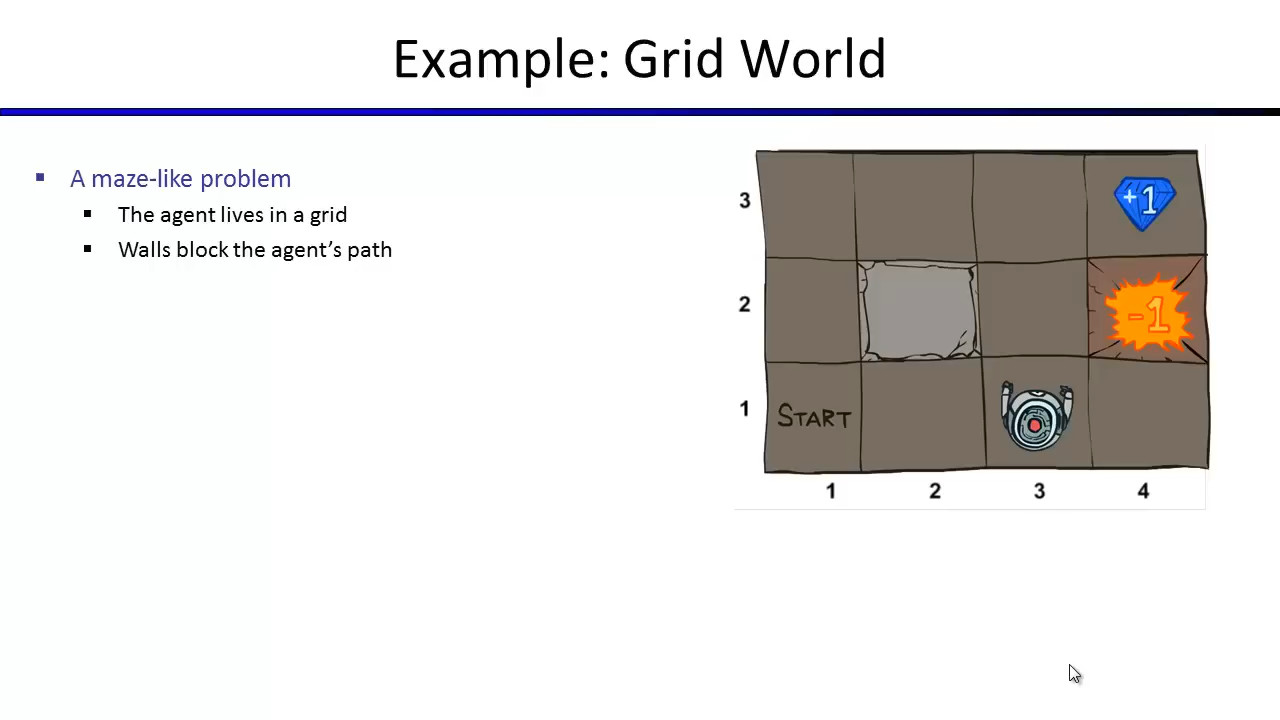 Example: Grid World
▪ A maze-like problem
▪ The agent lives in a grid
▪ Walls block the agent's path
3
+1
2
-1
1
START
1 2 3 4